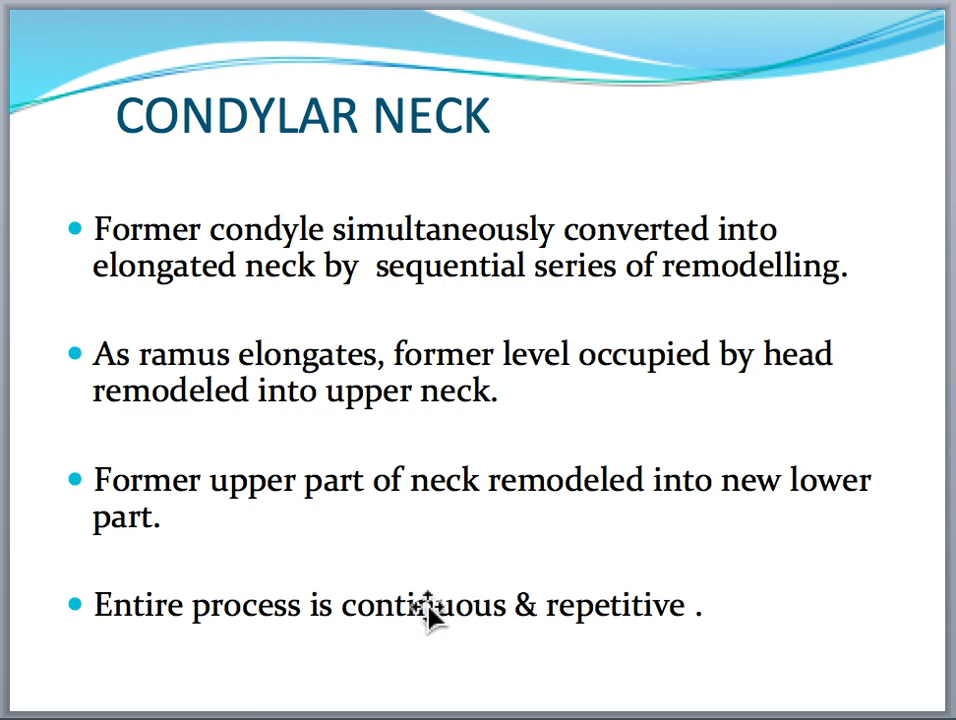 CONDYLAR NECK
• Former condyle simultaneously converted into
elongated neck by  sequential series of remodelling.
• As ramus elongates, former level occupied by head
remodeled into upper neck.
• Former upper part of neck remodeled into new lower
part.
• Entire process is continuous & repetitive .